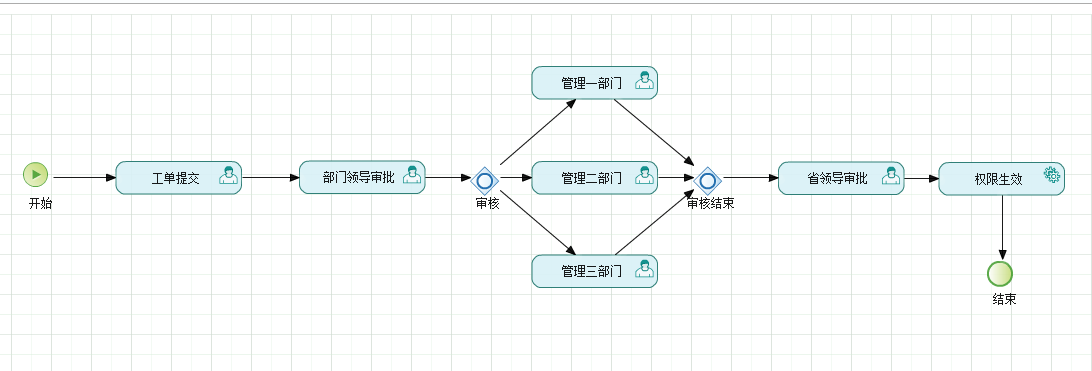 开始
工单提交
部门领导审批
审核
管理一部门
管理二部门
管理三部门
审核结束
省领导审批
权限生效
结束